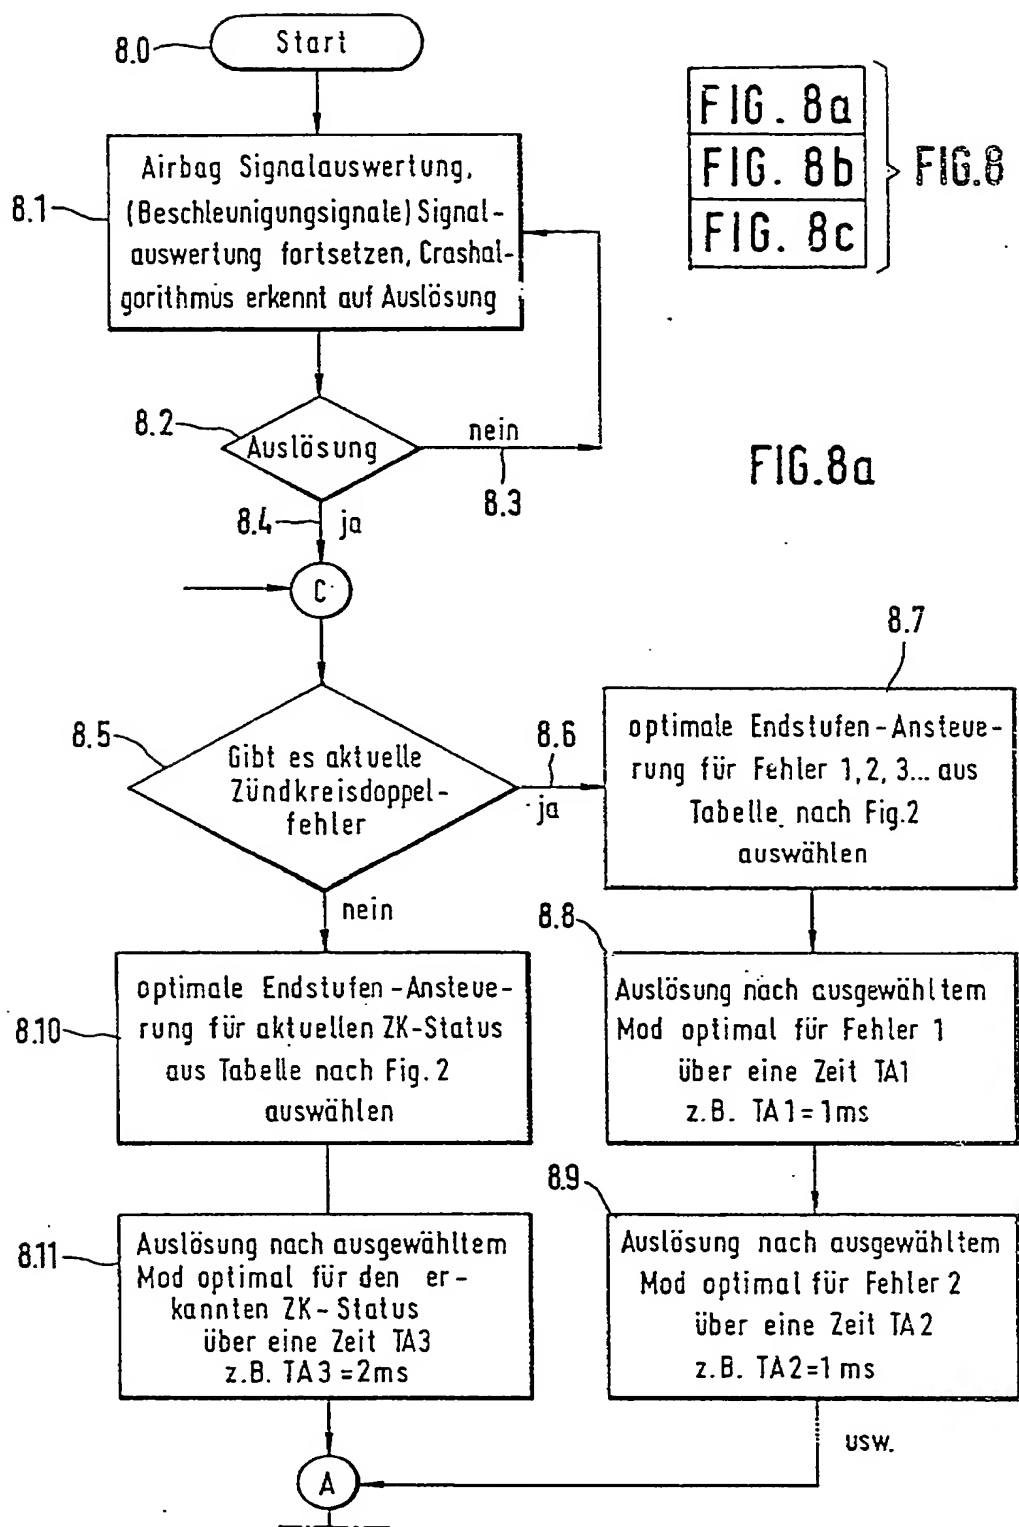 8.0
Start
FIG. 8a
FIG. 8b
FIG. 8c
FIG.8
8.1
Airbag Signalauswertung,
(Beschleunigungsignale) Signal-
auswertung fortsetzen, Crashal-
gorithmus erkennt auf Auslösung
8.2
Auslösung
nein
8.3
FIG.8a
8.4
ja
C
8.5
Gibt es aktuelle
Zündkreisdoppel-
fehler
8.6
ja
nein
8.7
optimale Endstufen-Ansteue-
rung für Fehler 1, 2, 3... aus
Tabelle nach Fig.2
auswählen
8.8
Auslösung nach ausgewähltem
Mod optimal für Fehler 1
über eine Zeit TA1
z.B. TA1 = 1ms
8.10
optimale Endstufen-Ansteue-
rung für aktuellen ZK-Status
aus Tabelle nach Fig. 2
auswählen
8.9
Auslösung nach ausgewähltem
Mod optimal für Fehler 2
über eine Zeit TA2
z.B. TA2=1ms
8.11
Auslösung nach ausgewähltem
Mod optimal für den er-
kannten ZK-Status
über eine Zeit TA3
z.B. TA3=2ms
usw.
A